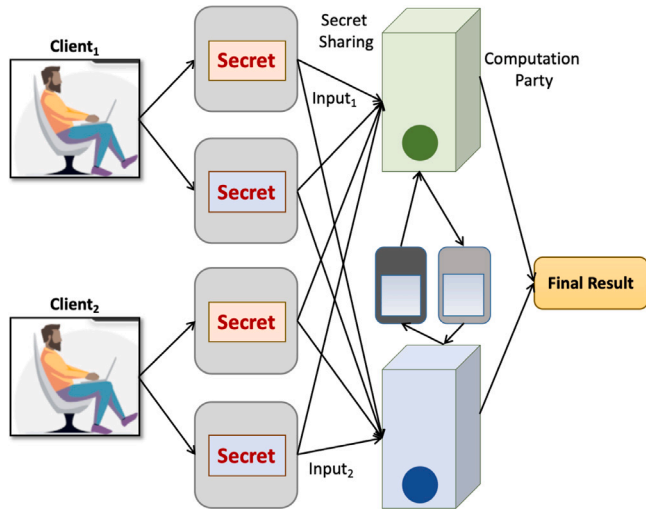 Client1
Secret
Secret
Sharing
Input1
Computation
Party
Secret
Final Result
Client2
Secret
Secret
Input2